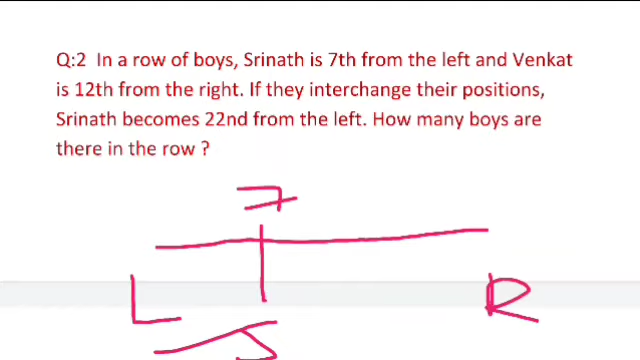 Q:2 In a row of boys, Srinath is 7th from the left and Venkat
is 12th from the right. If they interchange their positions,
Srinath becomes 22nd from the left. How many boys are
there in the row ?
7
L R
S